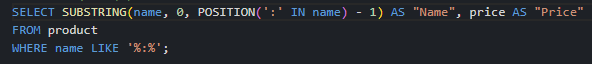 SELECT SUBSTRING(name, 0, POSITION(':' IN name) - 1) AS "Name", price AS "Price"
FROM product
WHERE name LIKE '%:%';